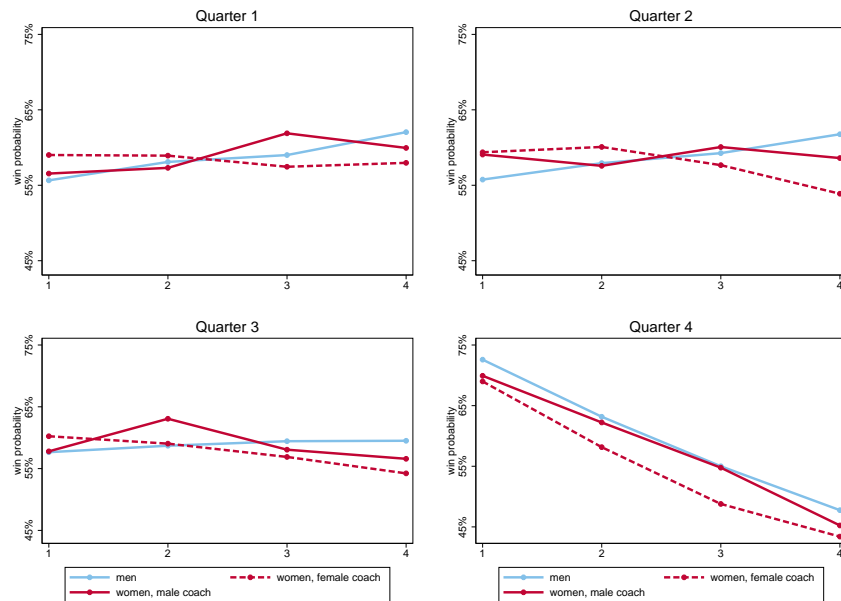 Quarter 1
win probability
75%
65%
55%
45%
1 2 3 4
Quarter 2
win probability
75%
65%
55%
45%
1 2 3 4
Quarter 3
win probability
75%
65%
55%
45%
1 2 3 4
Quarter 4
win probability
75%
65%
55%
45%
1 2 3 4
men women, female coach
women, male coach
men women, female coach
women, male coach